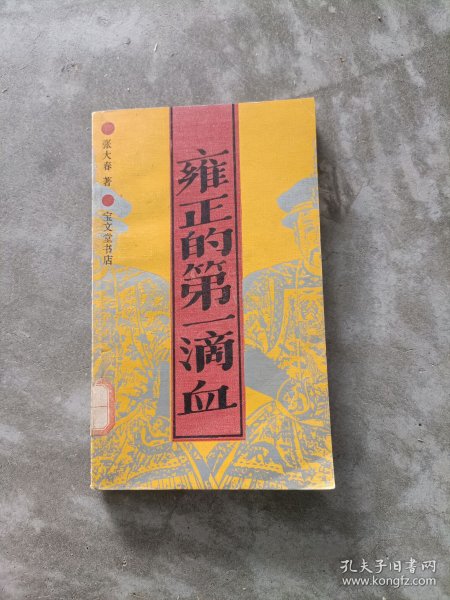 雍正的第一滴血
张大春 著
宝文堂书店
孔夫子旧书网
www.kongfz.com